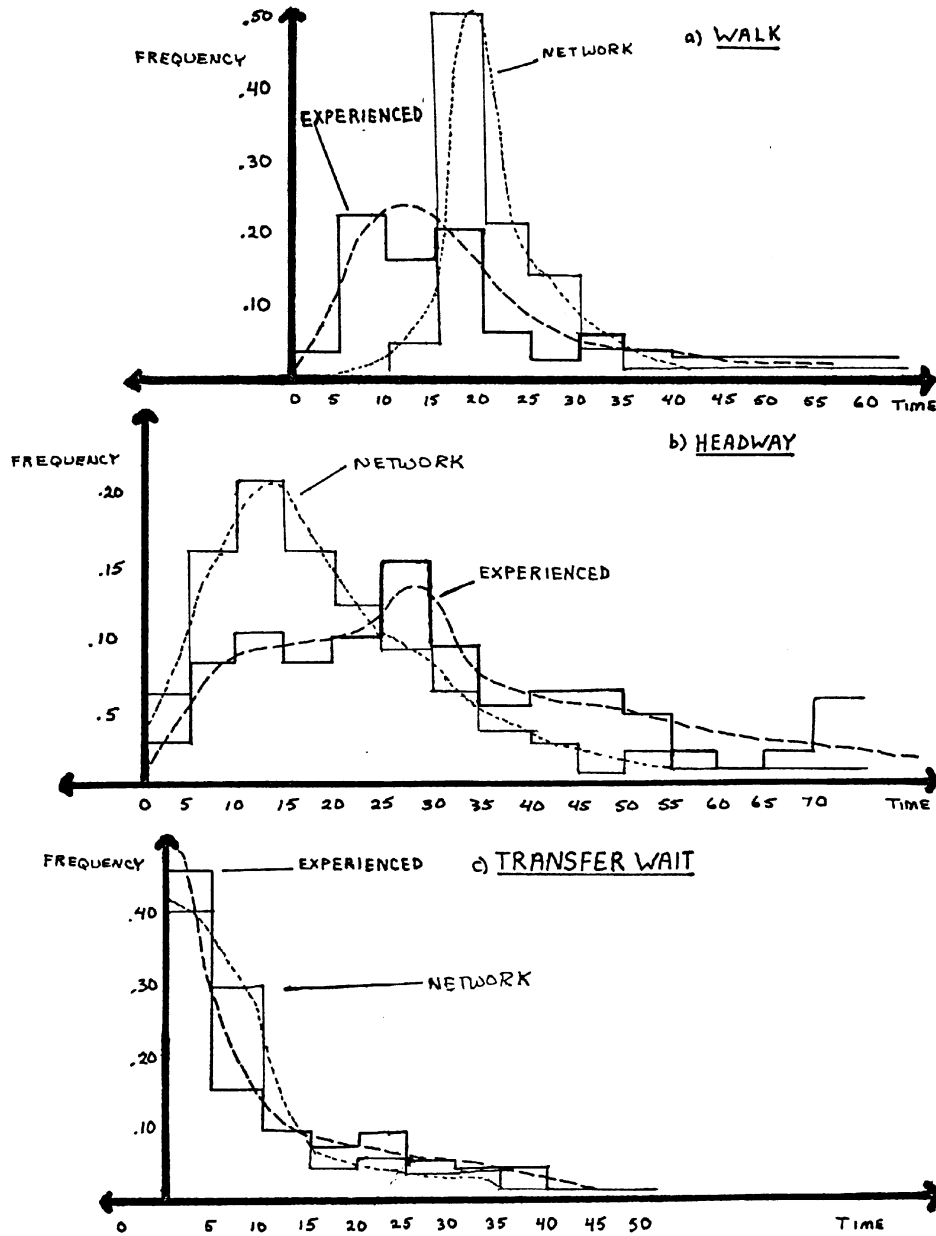 .50
a) WALK
NETWORK
FREQUENCY
.40
EXPERIENCED
.30
.20
.10
0 5 10 15 20 25 30 35 40 45 50 55 60 TIME
b) HEADWAY
FREQUENCY
NETWORK
.20
.15
EXPERIENCED
.10
.5
0 5 10 15 20 25 30 35 40 45 50 55 60 65 70 TIME
FREQUENCY
EXPERIENCED
c) TRANSFER WAIT
.40
.30
NETWORK
.20
.10
0 5 10 15 20 25 30 35 40 45 50 TIME